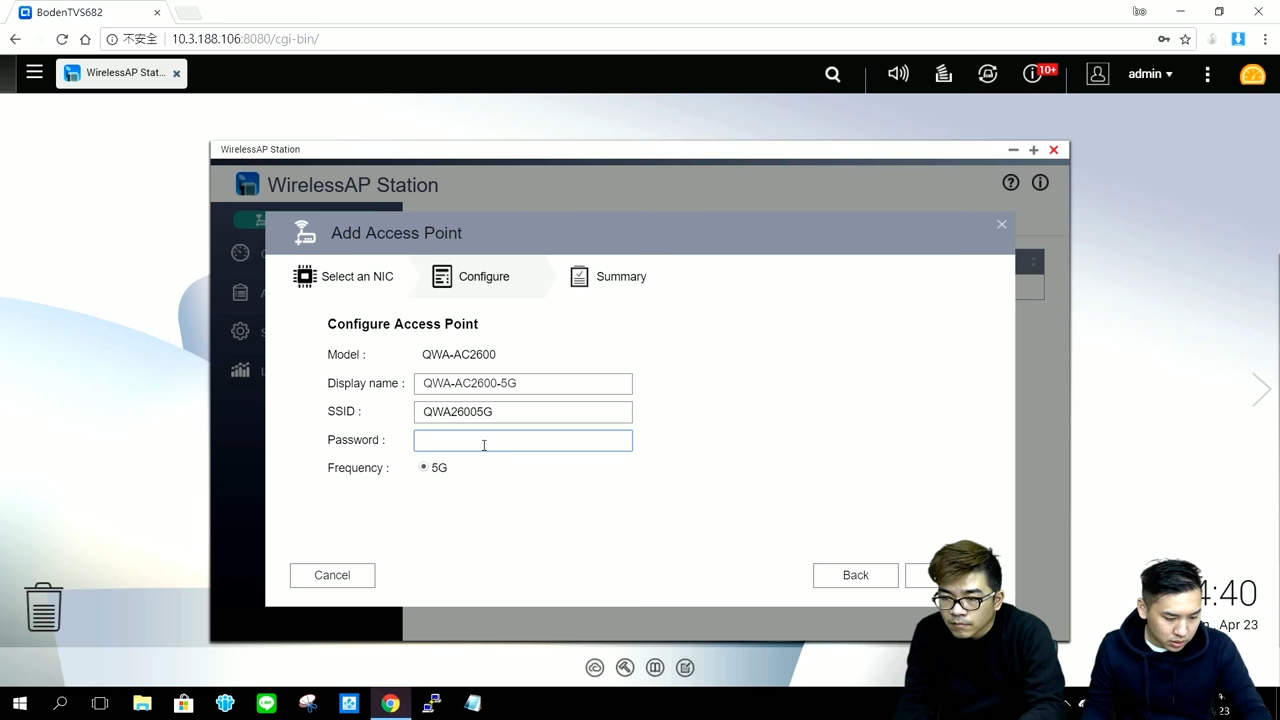 BodenTVS682
不安全 10.3.188.106:8080/cgi-bin/
WirelessAP Stat...
10+
admin
WirelessAP Station
WirelessAP Station
Add Access Point
Select an NIC
Configure
Summary
Configure Access Point
Model : QWA-AC2600
Display name : QWA-AC2600-5G
SSID : QWA26005G
Password :
Frequency : 5G
Cancel
Back
4:40
Apr 23
23